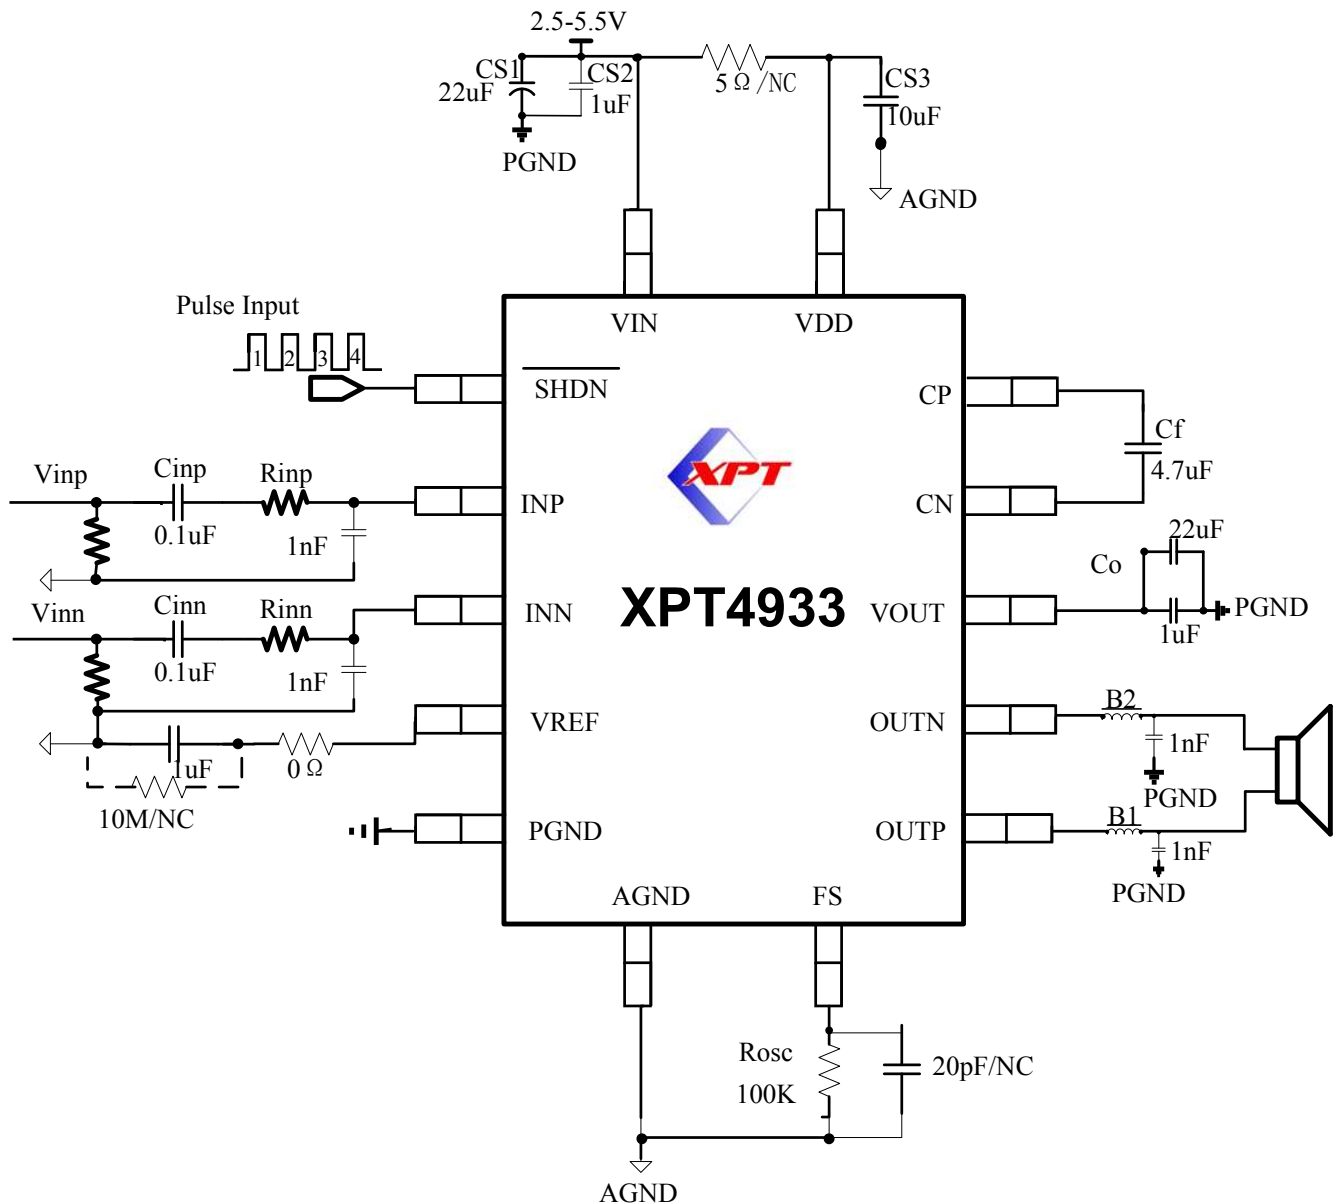 2.5-5.5V
CS1
22uF
CS2
1uF
5Ω/NC
CS3
10uF
PGND
AGND
Pulse Input
1 2 3 4
VIN
VDD
SHDN
CP
Cf
4.7uF
XPT
Vinp
Cinp
Rinp
0.1uF
1nF
INP
CN
22uF
Co
1uF
PGND
Vinn
Cinn
Rinn
0.1uF
1nF
INN
XPT4933
VOUT
VREF
1uF
0Ω
10M/NC
OUTN
B2
1nF
PGND
PGND
OUTP
B1
1nF
PGND
AGND
FS
Rosc
100K
20pF/NC
AGND